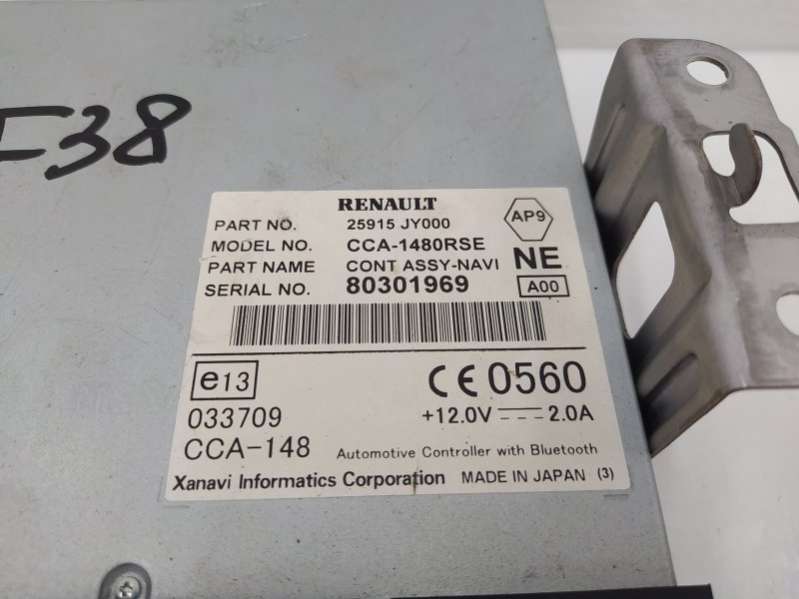 F38
RENAULT
PART NO. 25915 JY000
AP9
MODEL NO. CCA-1480RSE
PART NAME CONT ASSY-NAVI
NE
SERIAL NO. 80301969
A00
e13
CE 0560
033709
+12.0V 2.0A
CCA-148 Automotive Controller with Bluetooth
Xanavi Informatics Corporation MADE IN JAPAN (3)